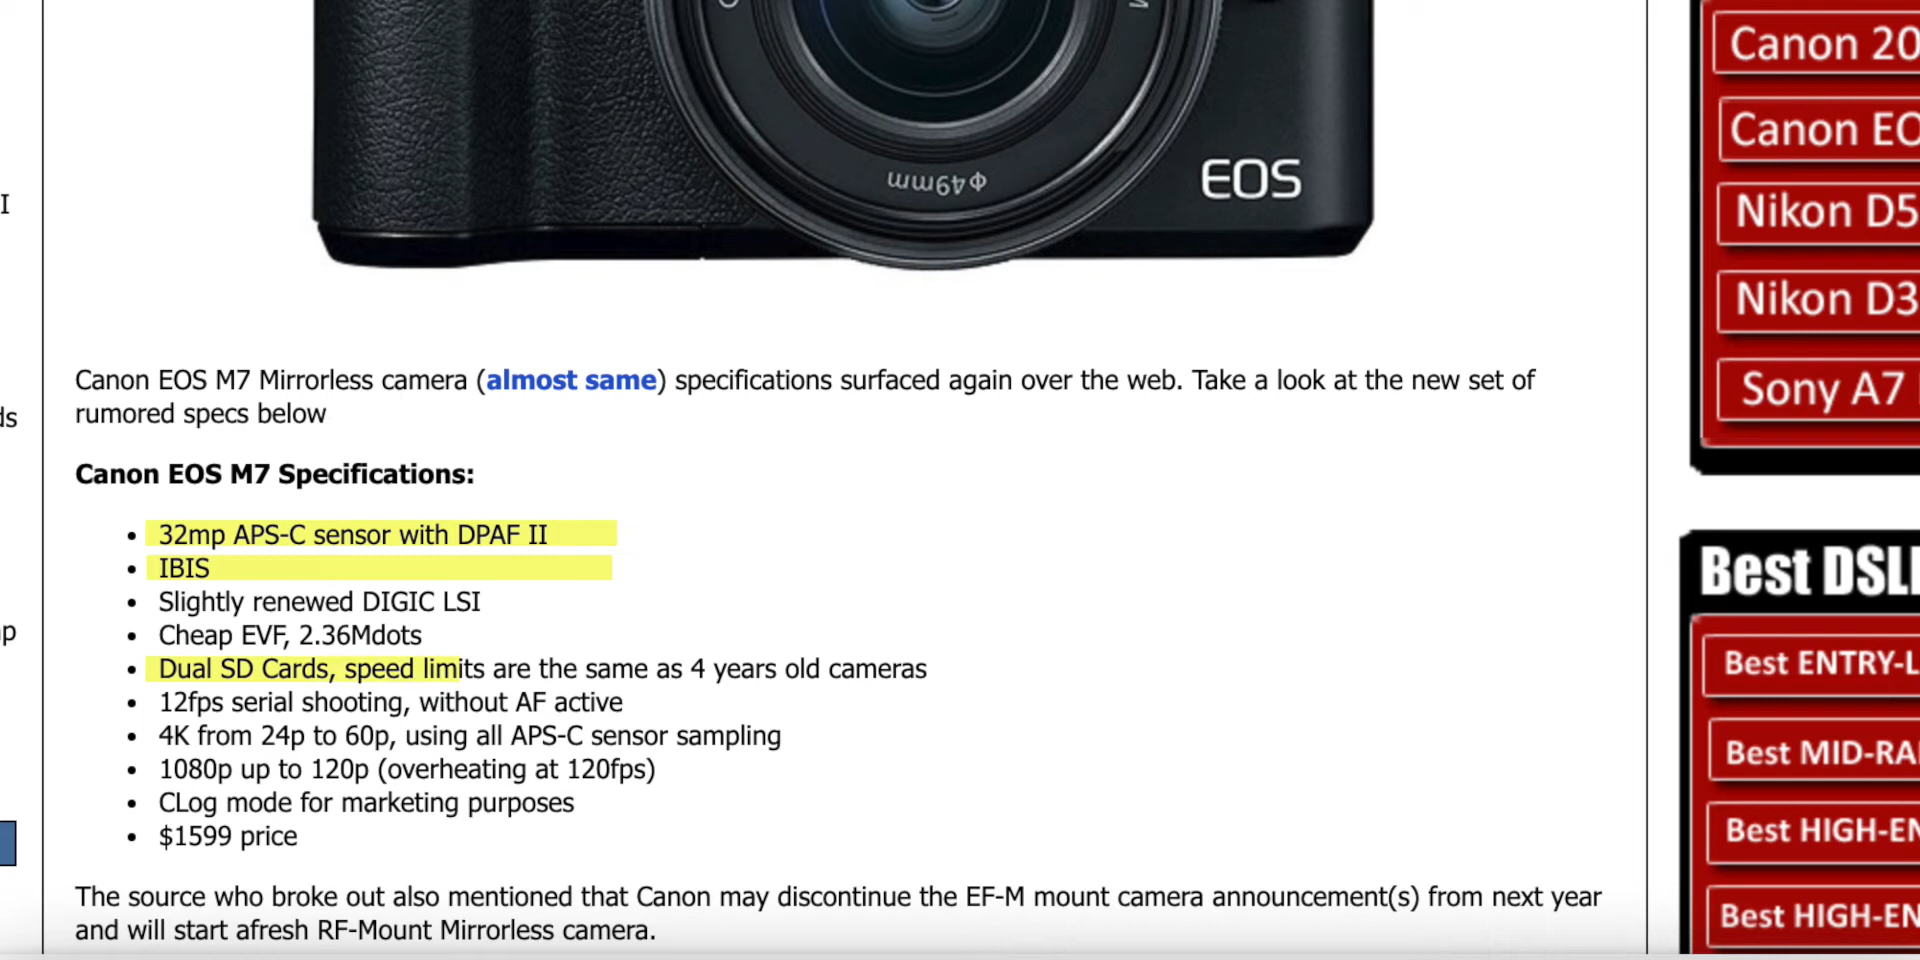 ф49mm
EOS
Canon EOS M7 Mirrorless camera (almost same) specifications surfaced again over the web. Take a look at the new set of
rumored specs below
Canon EOS M7 Specifications:
• 32mp APS-C sensor with DPAF II
• IBIS
• Slightly renewed DIGIC LSI
• Cheap EVF, 2.36Mdots
• Dual SD Cards, speed limits are the same as 4 years old cameras
• 12fps serial shooting, without AF active
• 4K from 24p to 60p, using all APS-C sensor sampling
• 1080p up to 120p (overheating at 120fps)
• CLog mode for marketing purposes
• $1599 price
The source who broke out also mentioned that Canon may discontinue the EF-M mount camera announcement(s) from next year
and will start afresh RF-Mount Mirrorless camera.
Canon 20
Canon EO
Nikon D5
Nikon D3
Sony A7
Best DSL
Best ENTRY-L
Best MID-RA
Best HIGH-EN
Best HIGH-EN